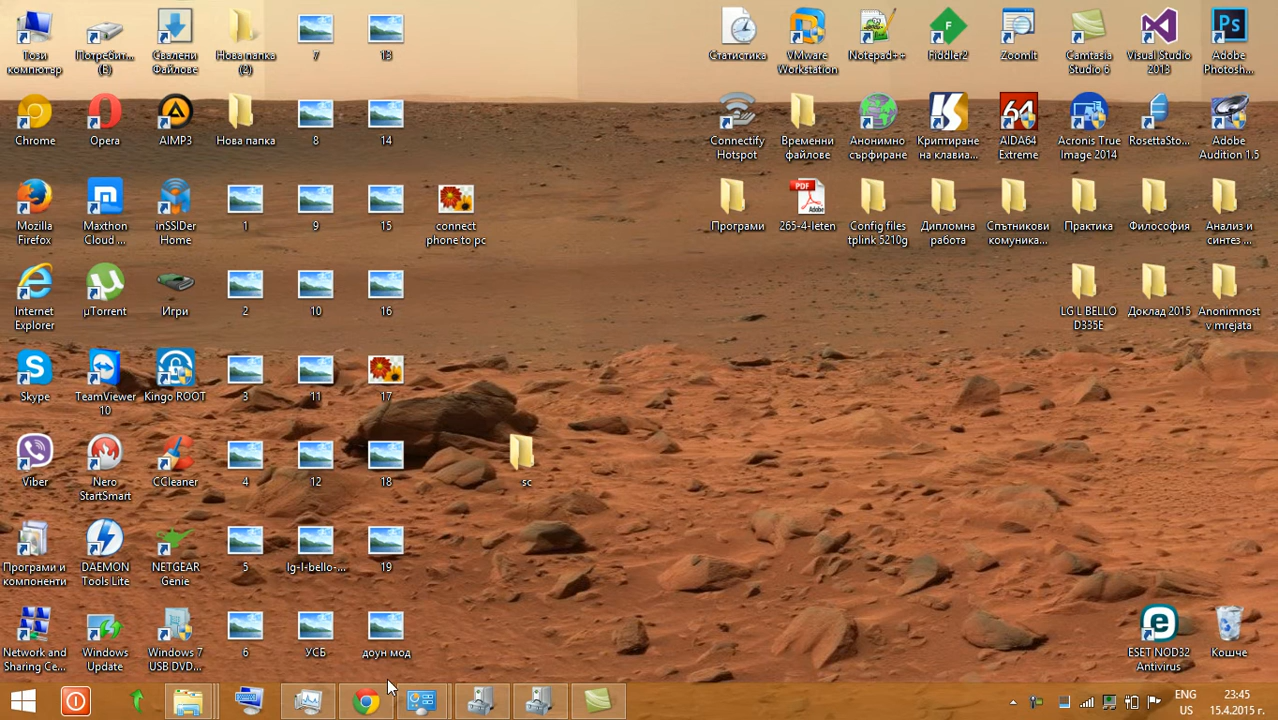 Този компютър
Потребит... (E)
Свалени Файлове
Нова папка (2)
7
13
Статистика
VMware Workstation
Notepad++
Fiddler2
ZoomIt
Camtasia Studio 6
Visual Studio 2013
Adobe Photosh...
Chrome
Opera
AIMP3
Нова папка
8
14
Connectify Hotspot
Временни файлове
Анонимно сърфиране
Криптиране на клавиа...
64
AIDA64 Extreme
Acronis True Image 2014
RosettaSto...
Adobe Audition 1.5
Mozilla Firefox
Maxthon Cloud ...
inSSIDer Home
1
9
15
connect phone to pc
Програми
PDF
Adobe
265-4-leten
Config files tplink 5210g
Дипломна работа
Спътникови комуника...
Практика
Философия
Анализ и синтез ...
Internet Explorer
µTorrent
Игри
2
10
16
LG L BELLO D335E
Доклад 2015
Anonimnost v mrejata
Skype
TeamViewer 10
Kingo ROOT
3
11
17
Viber
Nero StartSmart
CCleaner
4
12
18
sc
Програми и компоненти
DAEMON Tools Lite
NETGEAR Genie
5
lg-l-bello-...
19
Network and Sharing Ce...
Windows Update
Windows 7 USB DVD...
6
УСБ
доун мод
ESET NOD32 Antivirus
Кошче
ENG
US
23:45
15.4.2015 г.